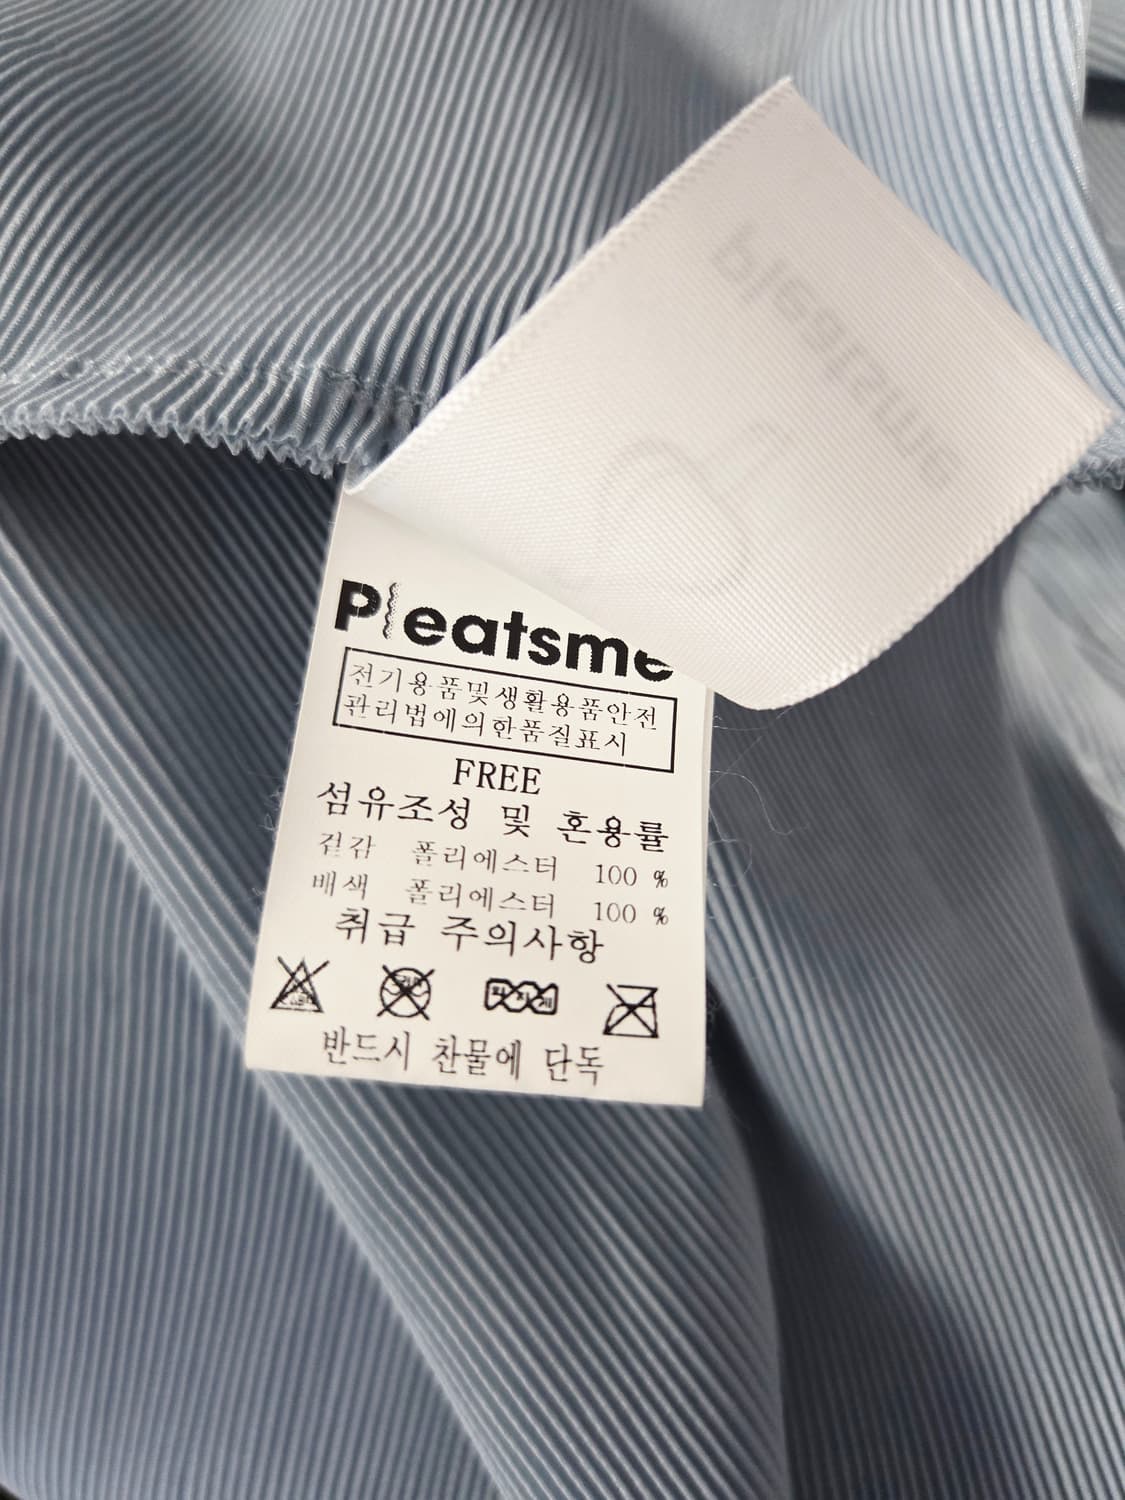 Pleatsme
전기용품및생활용품안전
관리법에의한품질표시
FREE
섬유조성 및 혼용률
겉감 폴리에스터 100 %
배색 폴리에스터 100 %
취급 주의사항
반드시 찬물에 단독